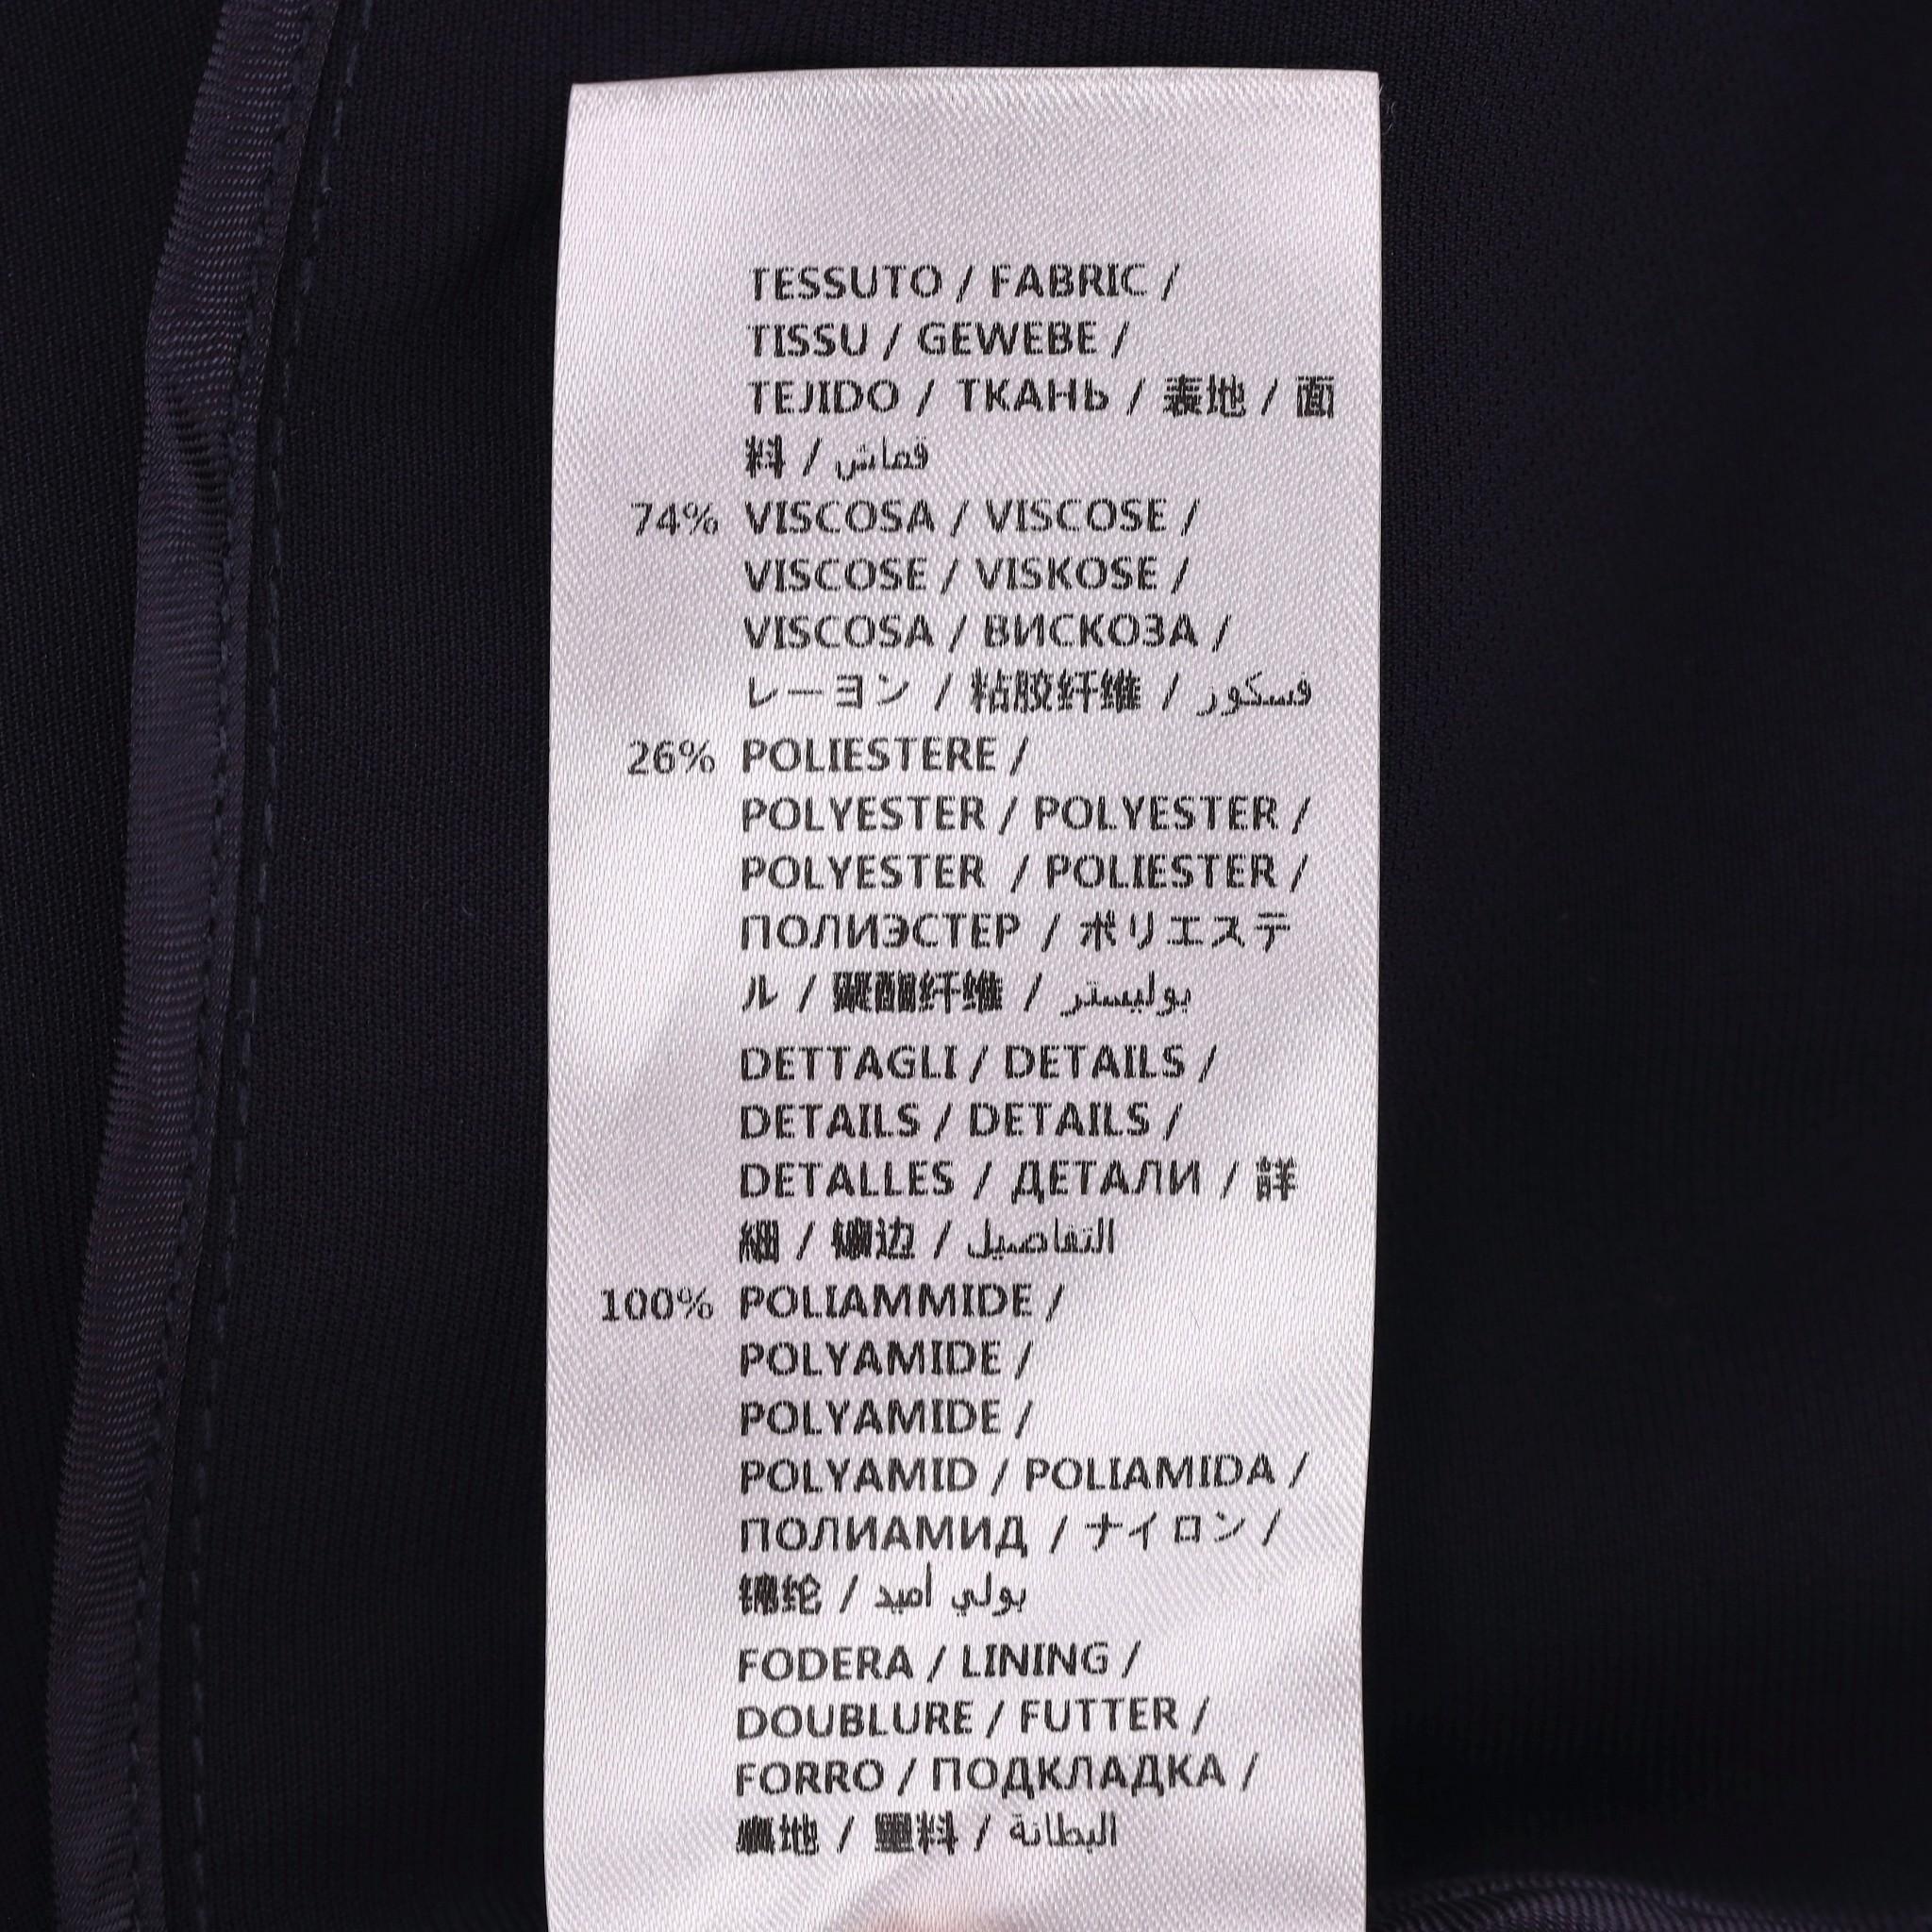 TESSUTO / FABRIC /
TISSU / GEWEBE /
TEJIDO / ТКАНЬ / 表地 / 面
料 / قماش
74% VISCOSA / VISCOSE /
VISCOSE / VISKOSE /
VISCOSA / ВИСКОЗА /
レーヨン / 粘胶纤维 / فسكور
26% POLIESTERE /
POLYESTER / POLYESTER /
POLYESTER / POLIESTER /
ПОЛИЭСТЕР / ポリエステ
ル / 聚酯纤维 / بوليستر
DETTAGLI / DETAILS /
DETAILS / DETAILS /
DETALLES / ДЕТАЛИ / 詳
細 / 镶边 / التفاصيل
100% POLIAMMIDE /
POLYAMIDE /
POLYAMIDE /
POLYAMID / POLIAMIDA /
ПОЛИАМИД / ナイロン /
锦纶 / بولي أميد
FODERA / LINING /
DOUBLURE / FUTTER /
FORRO / ПОДКЛАДКА /
裏地 / 里料 / البطانة